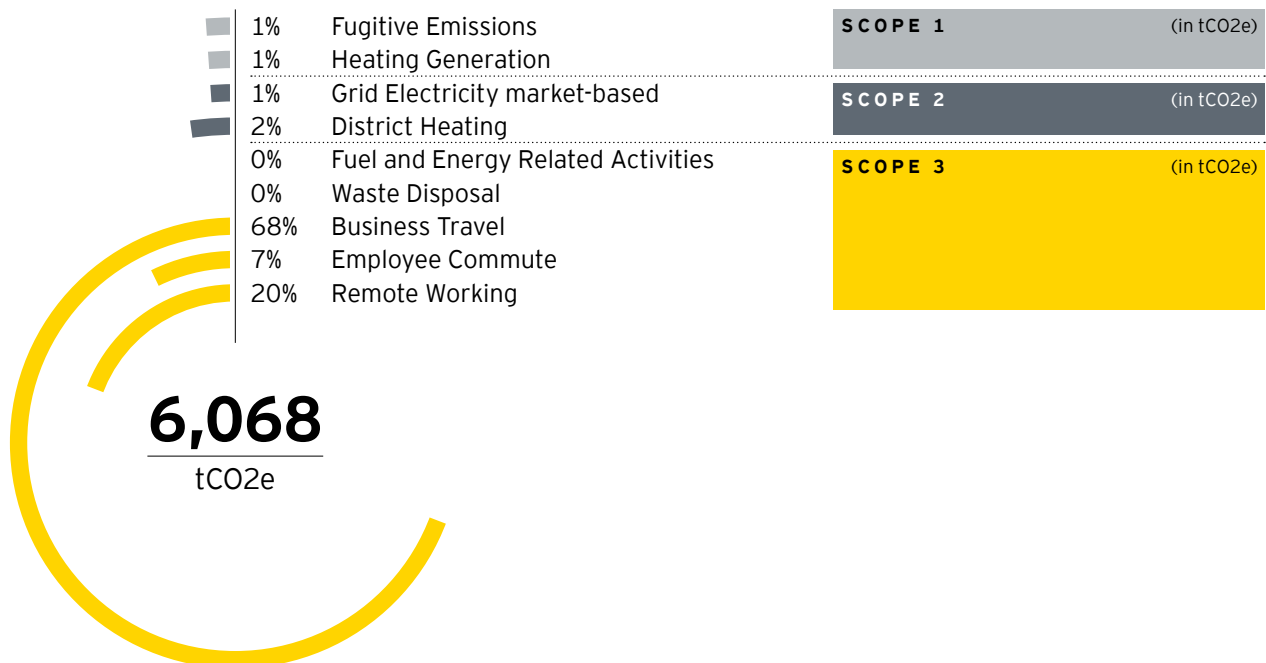 1% Fugitive Emissions
1% Heating Generation
1% Grid Electricity market-based
2% District Heating
0% Fuel and Energy Related Activities
0% Waste Disposal
68% Business Travel
7% Employee Commute
20% Remote Working
SCOPE 1 (in tCO2e)
SCOPE 2 (in tCO2e)
SCOPE 3 (in tCO2e)
6,068
tCO2e